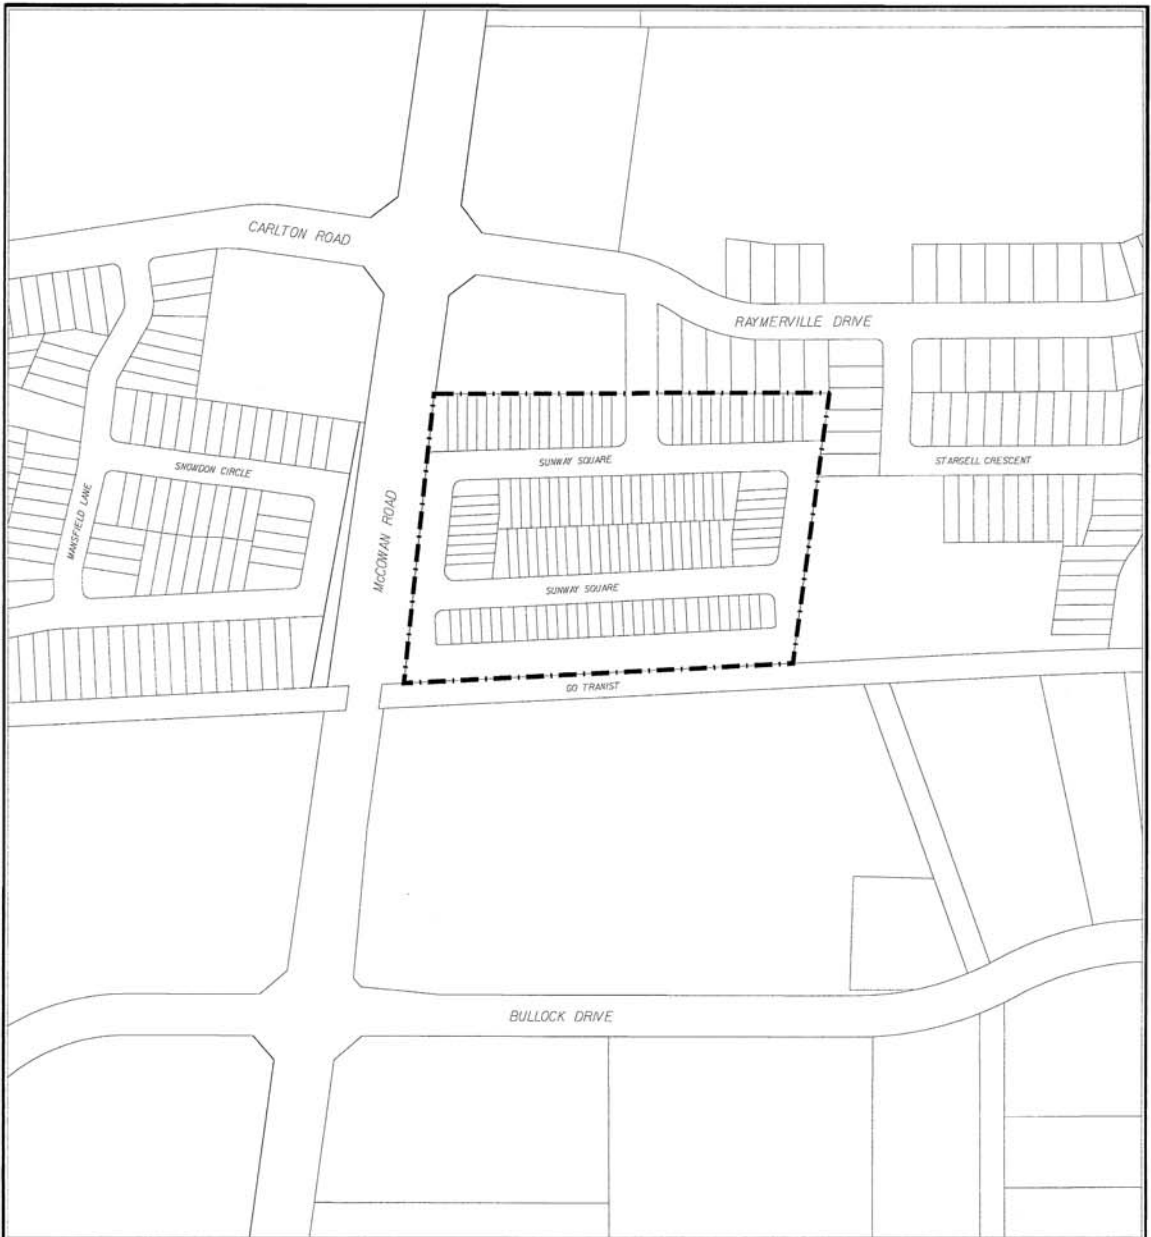 CARLTON ROAD
RAYMERVILLE DRIVE
SUNWAY SQUARE
STARGELL CRESCENT
SNOWDON CIRCLE
MANSFIELD LANE
McCOWAN ROAD
SUNWAY SQUARE
GO TRANIST
BULLOCK DRIVE